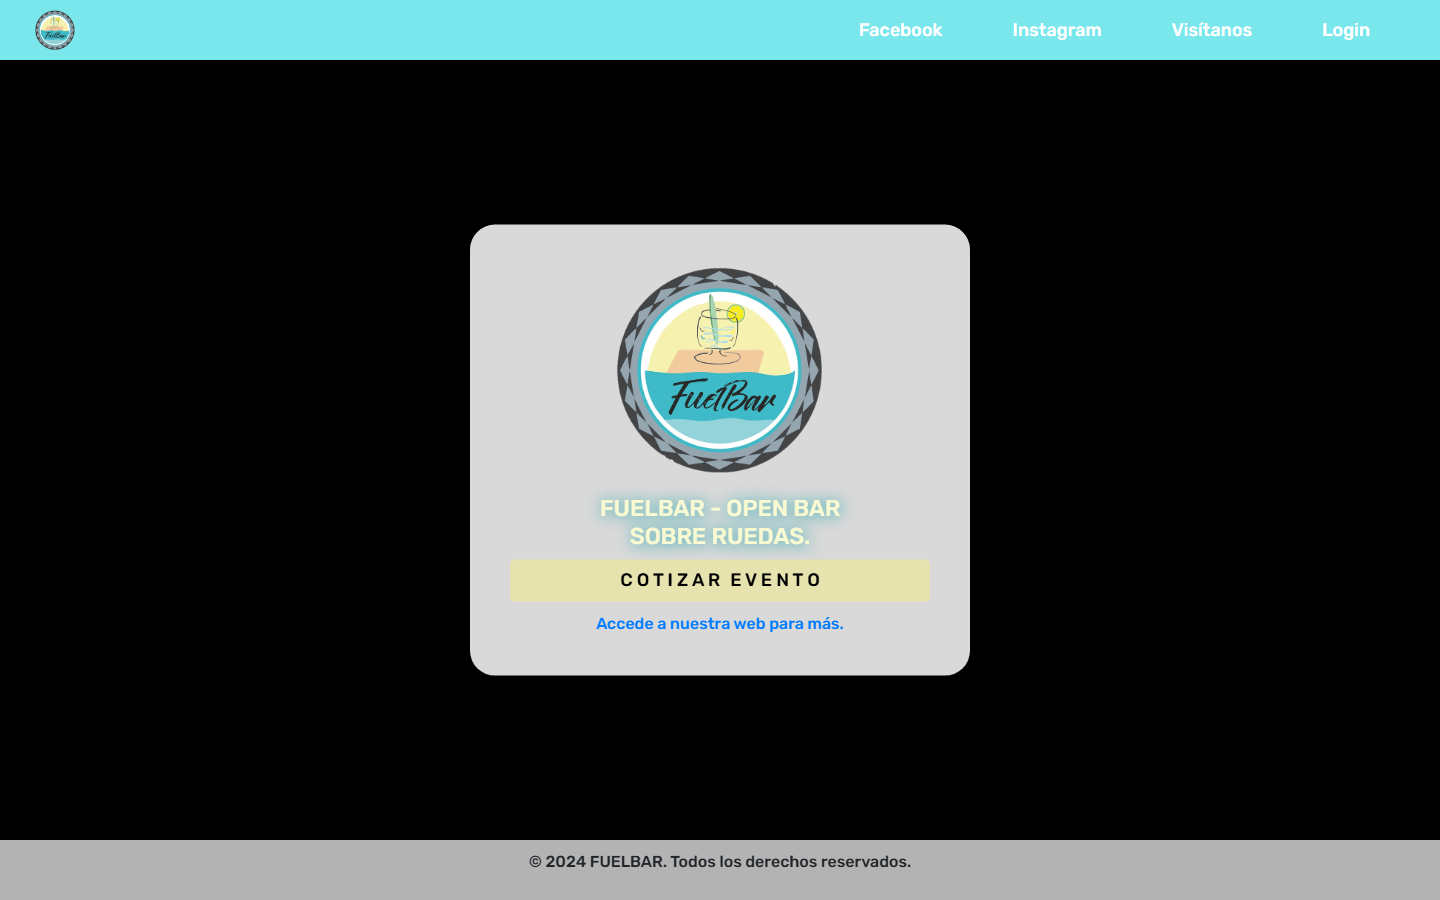 FuelBar
Facebook
Instagram
Visítanos
Login
FuelBar
FUELBAR - OPEN BAR
SOBRE RUEDAS.
COTIZAR EVENTO
Accede a nuestra web para más.
© 2024 FUELBAR. Todos los derechos reservados.